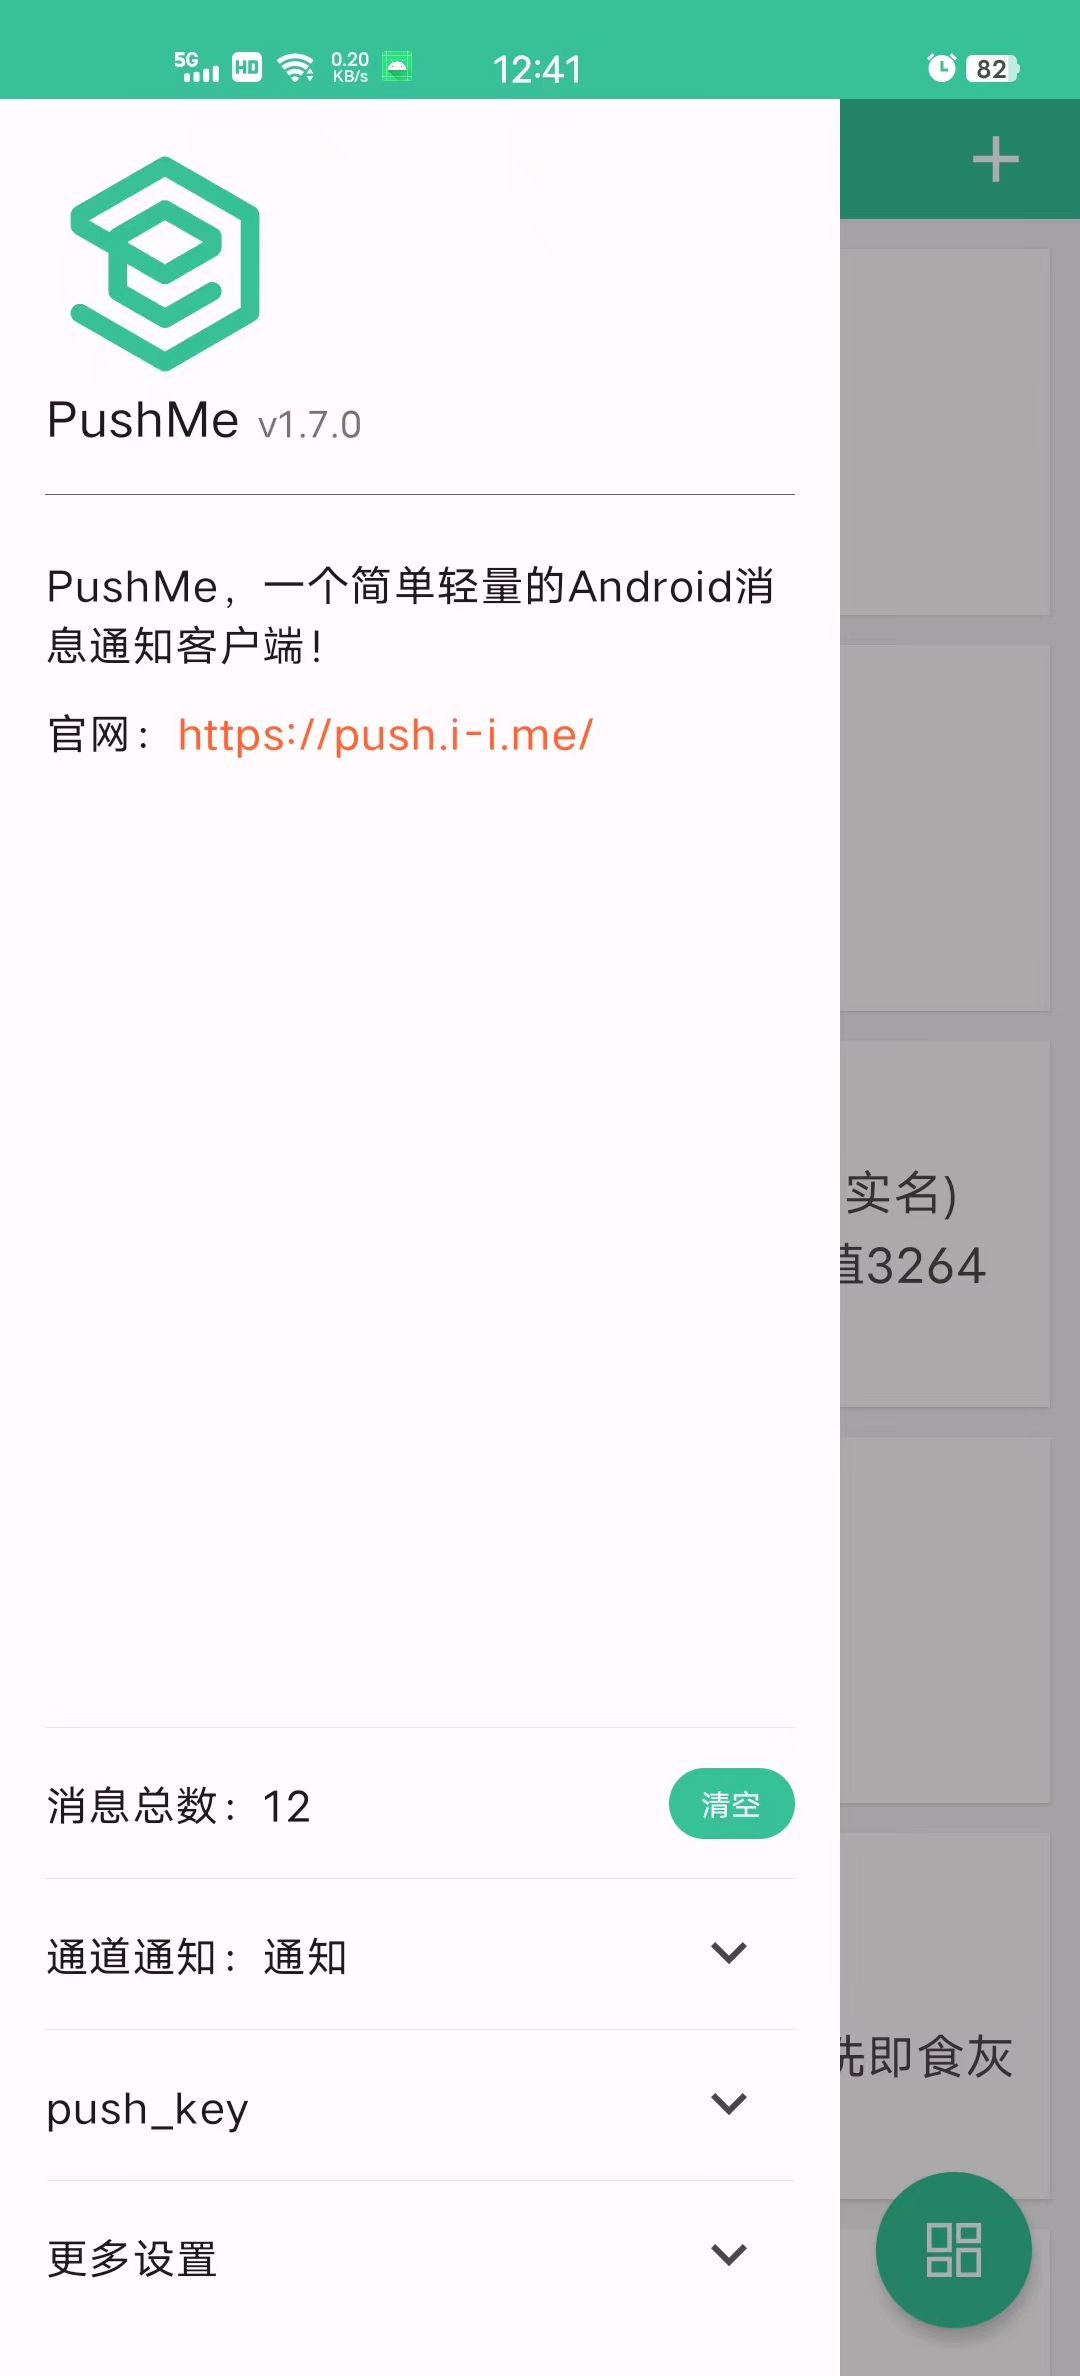 5G HD 0.20 KB/s 12:41 82
PushMe v1.7.0
PushMe，一个简单轻量的Android消
息通知客户端！
官网：https://push.i-i.me/
实名)
值3264
消息总数：12 清空
通道通知：通知
洗即食灰
push_key
更多设置